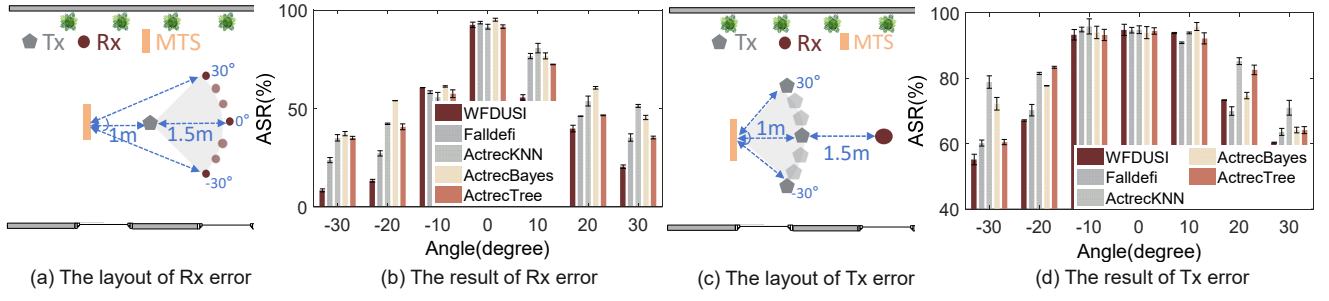 Tx Rx MTS
30°
1m
0°
1.5m
-30°
(a) The layout of Rx error
100
50
0
ASR(%)
WFDUSI
Falldefi
ActrecKNN
ActrecBayes
ActrecTree
-30 -20 -10 0 10 20 30
Angle(degree)
(b) The result of Rx error
Tx Rx MTS
30°
1m
1.5m
-30°
(c) The layout of Tx error
100
80
60
40
ASR(%)
WFDUSI ActrecBayes
Falldefi ActrecTree
ActrecKNN
-30 -20 -10 0 10 20 30
Angle(degree)
(d) The result of Tx error